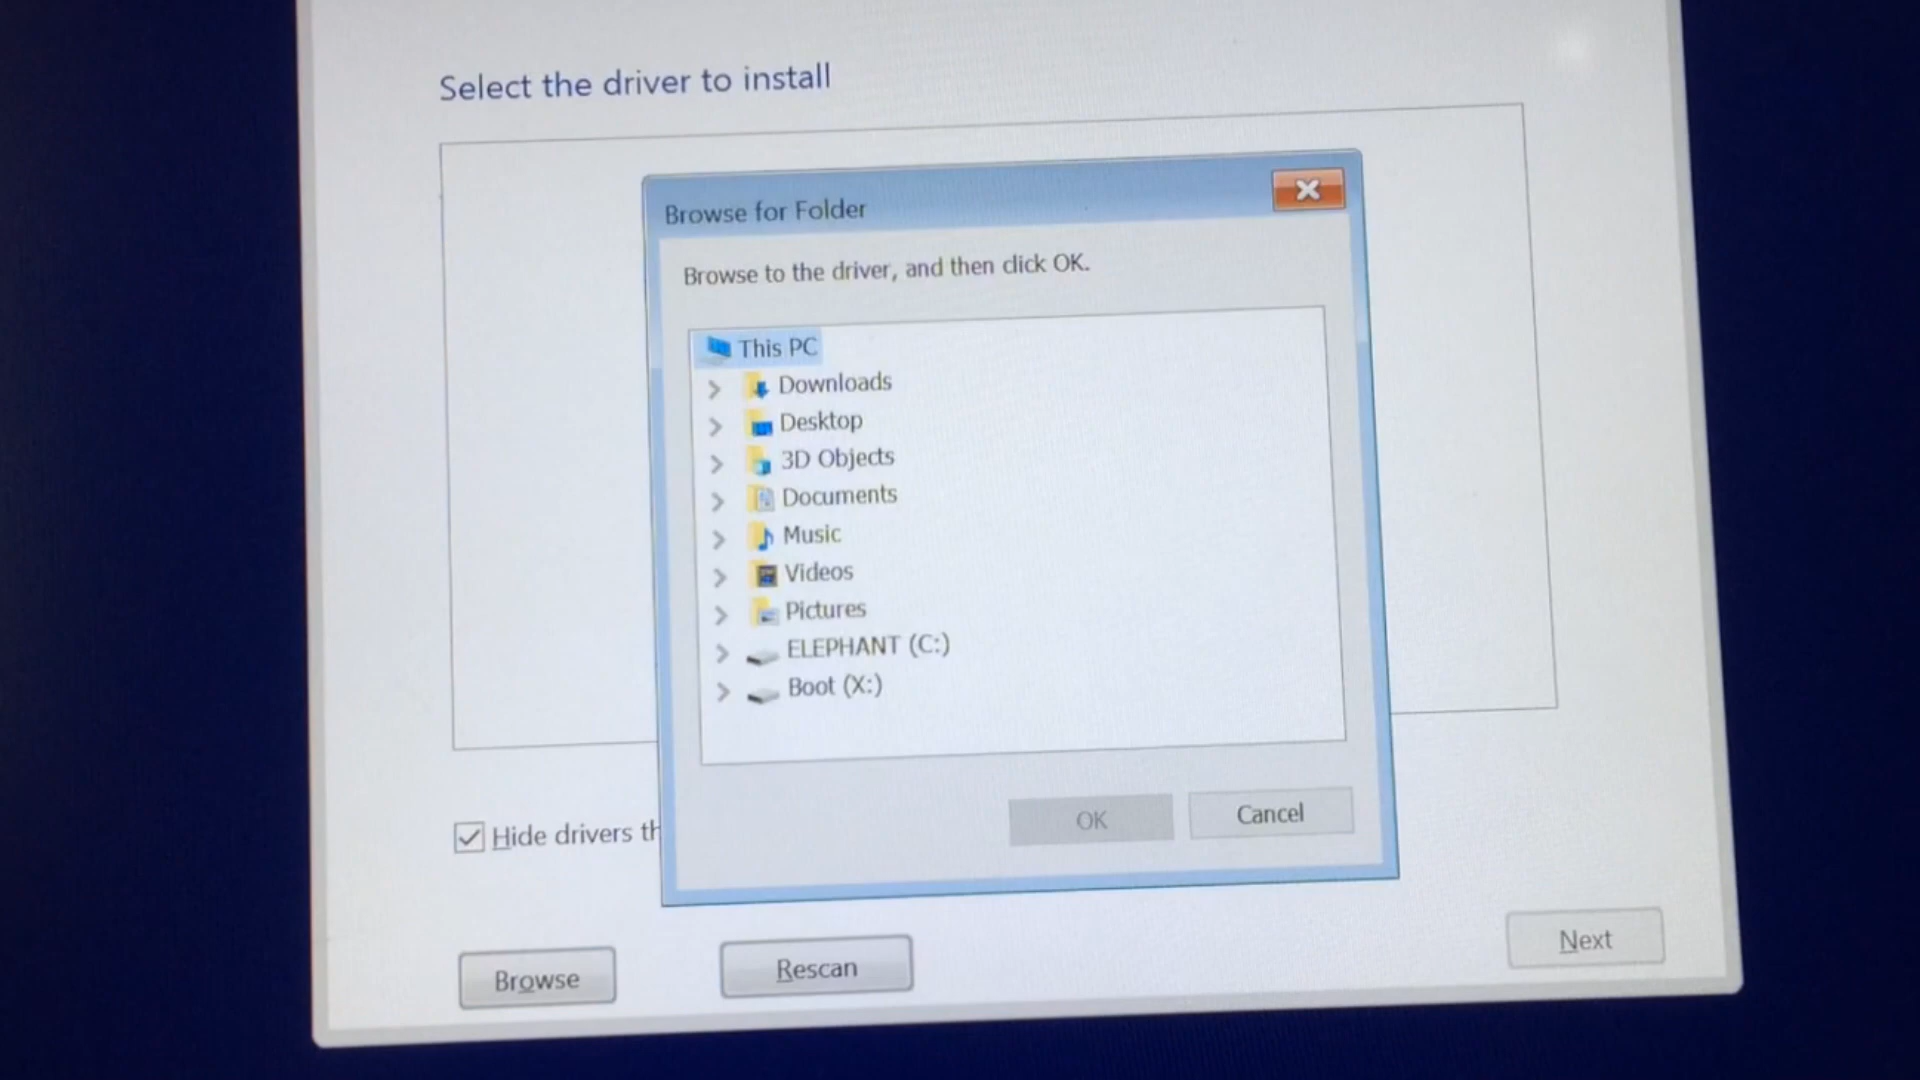 Select the driver to install
Browse for Folder
Browse to the driver, and then click OK.
This PC
Downloads
Desktop
3D Objects
Documents
Music
Videos
Pictures
ELEPHANT (C:)
Boot (X:)
OK
Cancel
Hide drivers th
Browse
Rescan
Next